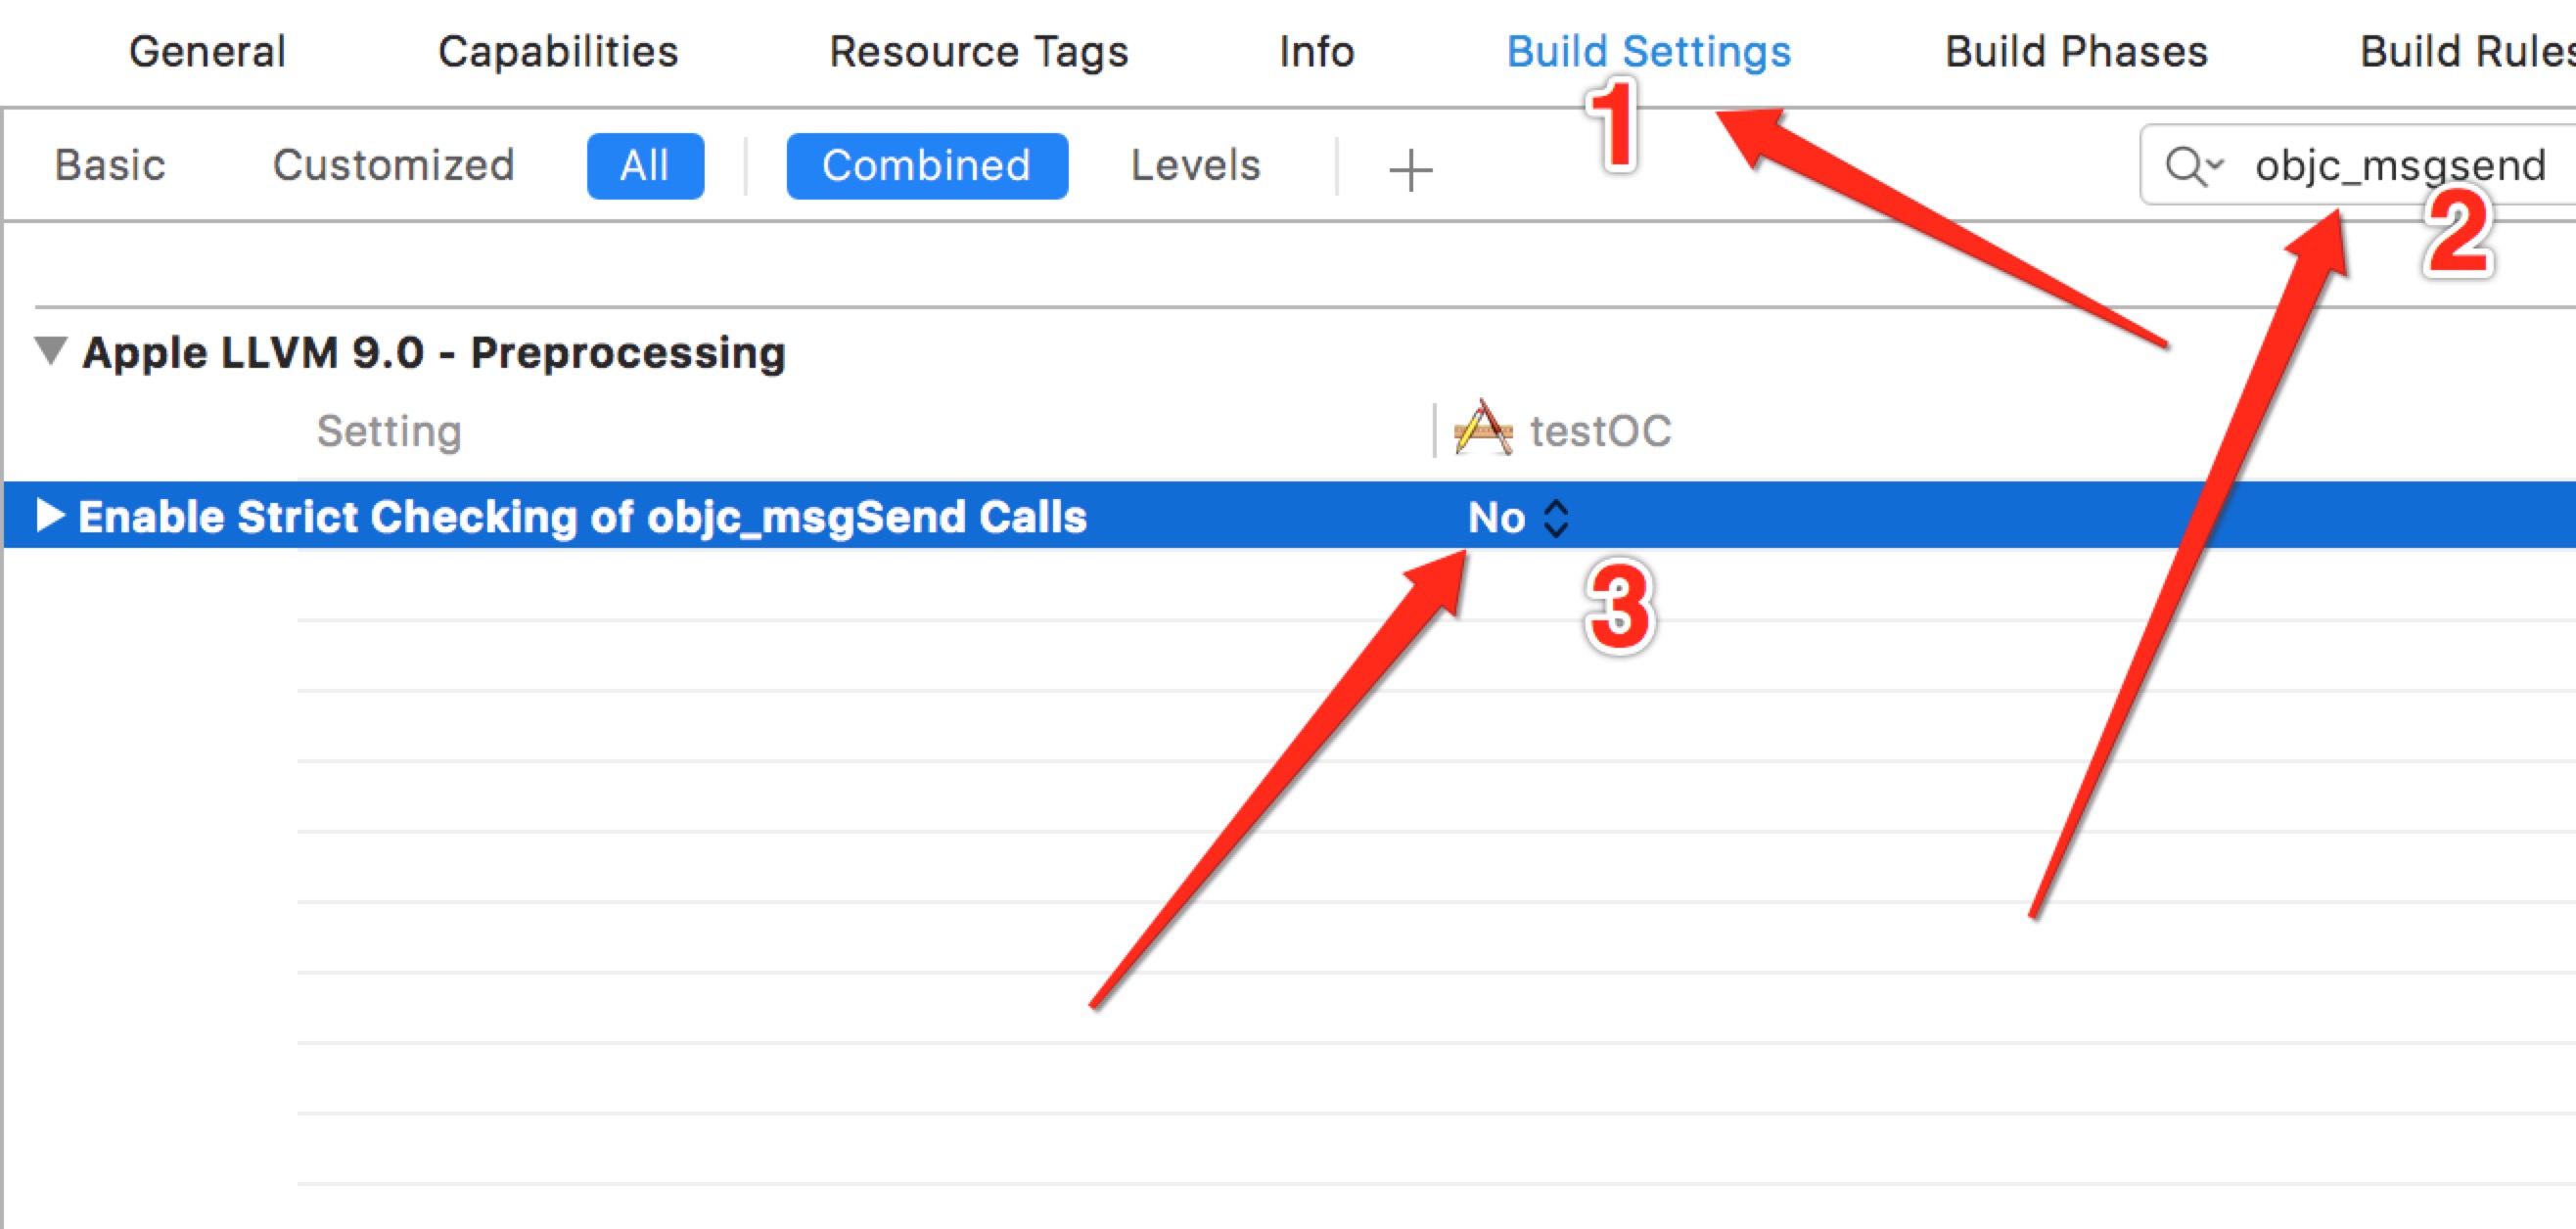 General Capabilities Resource Tags Info Build Settings Build Phases Build Rules
1
Basic Customized All Combined Levels + objc_msgsend
2
Apple LLVM 9.0 - Preprocessing
Setting testOC
Enable Strict Checking of objc_msgSend Calls No
3